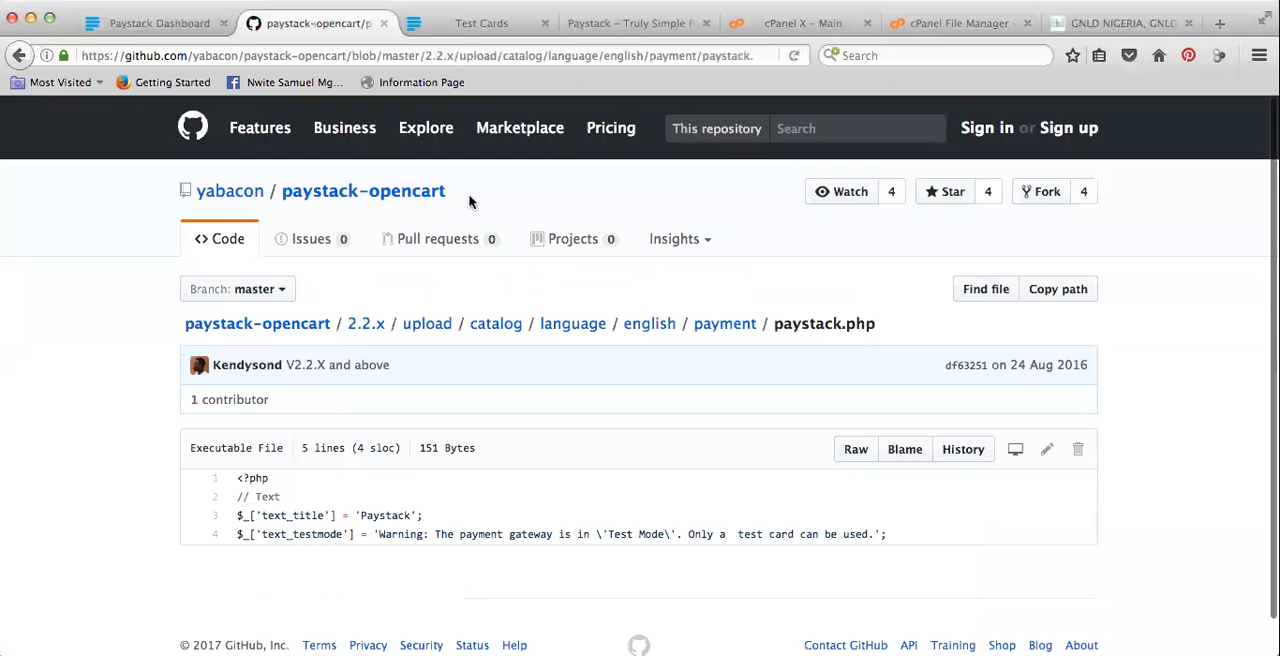 Paystack Dashboard × paystack-opencart/p × Test Cards × Paystack – Truly Simple P × cPanel X – Main × cPanel File Manager × GNLD NIGERIA, GNLD × +
https://github.com/yabacon/paystack-opencart/blob/master/2.2.x/upload/catalog/language/english/payment/paystack. Search
Most Visited Getting Started Nwite Samuel Mg... Information Page
Features Business Explore Marketplace Pricing This repository Search Sign in or Sign up
yabacon / paystack-opencart Watch 4 Star 4 Fork 4
<> Code Issues 0 Pull requests 0 Projects 0 Insights
Branch: master Find file Copy path
paystack-opencart / 2.2.x / upload / catalog / language / english / payment / paystack.php
Kendysond V2.2.X and above df63251 on 24 Aug 2016
1 contributor
Executable File 5 lines (4 sloc) 151 Bytes Raw Blame History
1 <?php
2 // Text
3 $_['text_title'] = 'Paystack';
4 $_['text_testmode'] = 'Warning: The payment gateway is in \'Test Mode\'. Only a  test card can be used.';
© 2017 GitHub, Inc. Terms Privacy Security Status Help Contact GitHub API Training Shop Blog About